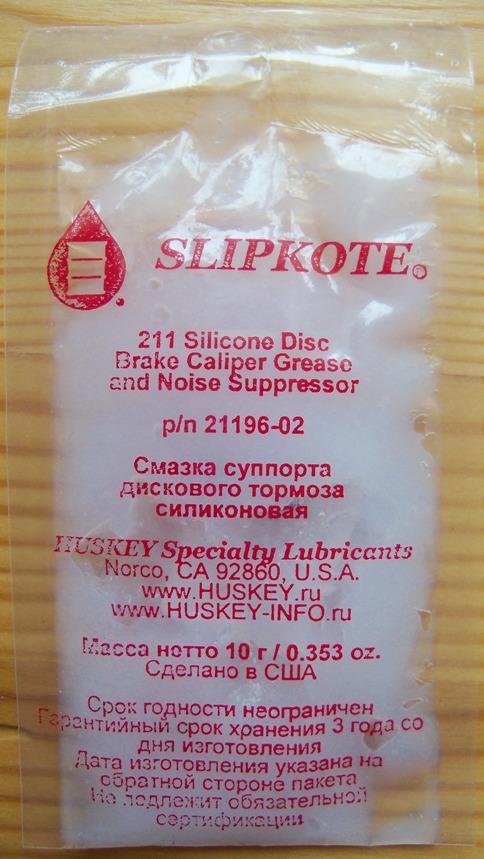 SLIPKOTE®
211 Silicone Disc
Brake Caliper Grease
and Noise Suppressor
p/n 21196-02
Смазка суппорта
дискового тормоза
силиконовая
HUSKEY Specialty Lubricants
Norco, CA 92860, U.S.A.
www.HUSKEY.ru
www.HUSKEY-INFO.ru
Масса нетто 10 г / 0.353 oz.
Сделано в США
Срок годности неограничен
Гарантийный срок хранения 3 года со
дня изготовления
Дата изготовления указана на
обратной стороне пакета
Не подлежит обязательной
сертификации